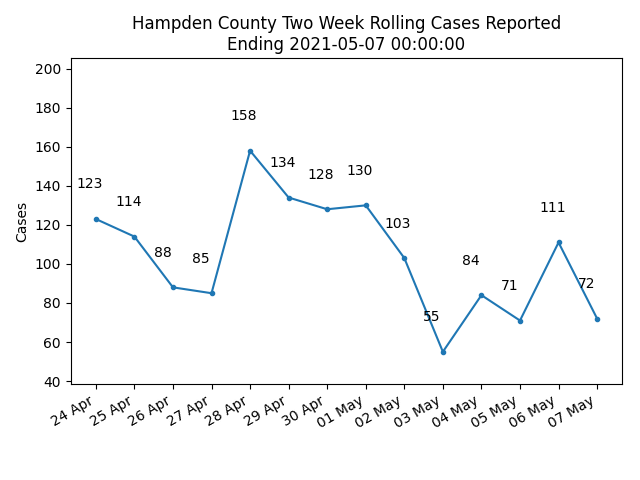 Hampden County Two Week Rolling Cases Reported
Ending 2021-05-07 00:00:00
Cases
200
180
160
140
120
100
80
60
40
123
114
88
85
158
134
128
130
103
55
84
71
111
72
24 Apr
25 Apr
26 Apr
27 Apr
28 Apr
29 Apr
30 Apr
01 May
02 May
03 May
04 May
05 May
06 May
07 May